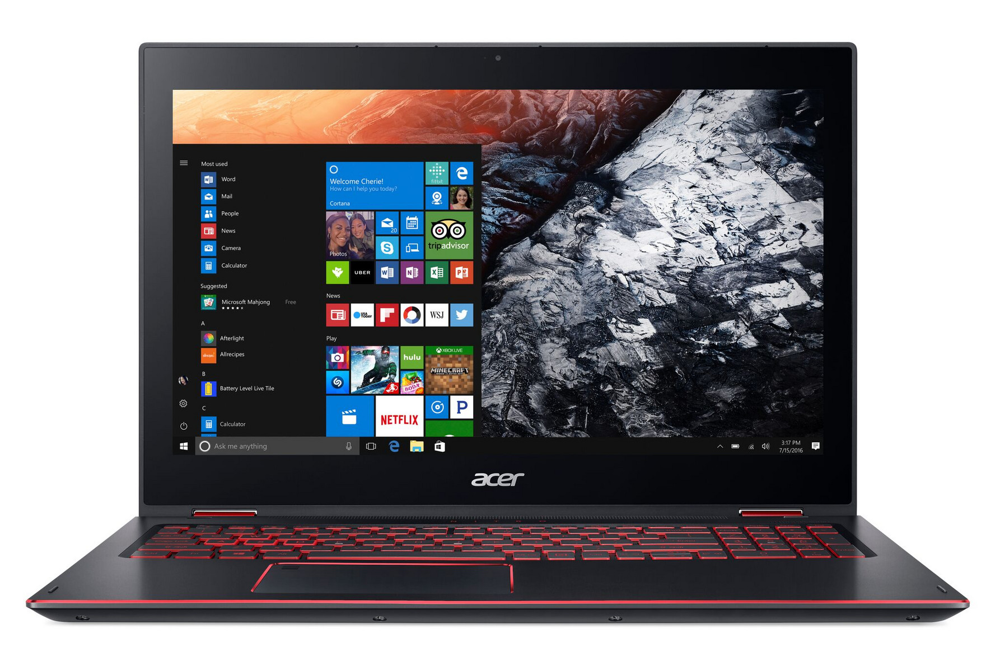 Most used
Word
Mail
People
News
Camera
Calculator
Suggested
Microsoft Mahjong Free
A
Afterlight
Allrecipes
allrecipes
B
Battery Level Live Tile
C
Calculator
Welcome Cherie!
How can I help you today?
Cortana
fitbit
Photos
20
tripadvisor
UBER
W
N
X
P
News
USA TODAY
WSJ
Play
hulu
XBOX LIVE
MINECRAFT
SODA
NETFLIX
P
Ask me anything
3:17 PM
7/15/2016
acer
NITRO